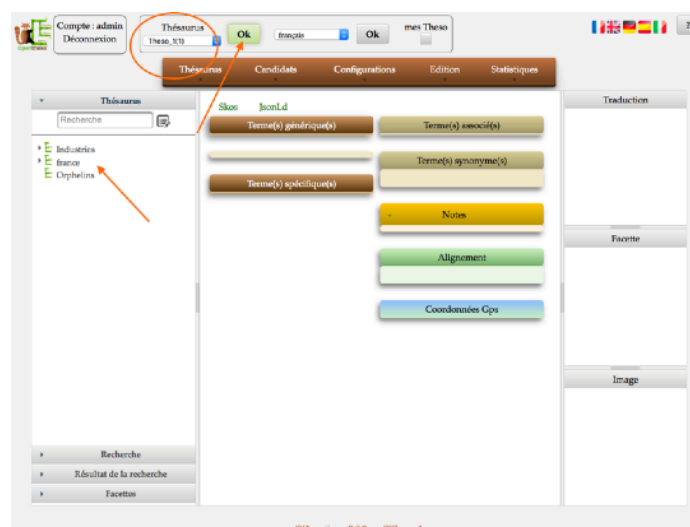 Compte : admin
Déconnexion
Thésaurus
Theso_1(1)
Ok
français
Ok
mes Theso
Thésaurus
Candidats
Configurations
Edition
Statistiques
Thésaurus
Recherche
Industries
france
Orphelins
Recherche
Résultat de la recherche
Facettes
Skos
JsonLd
Terme(s) générique(s)
Terme(s) spécifique(s)
Terme(s) associé(s)
Terme(s) synonyme(s)
Notes
Alignement
Coordonnées Gps
Traduction
Facette
Image